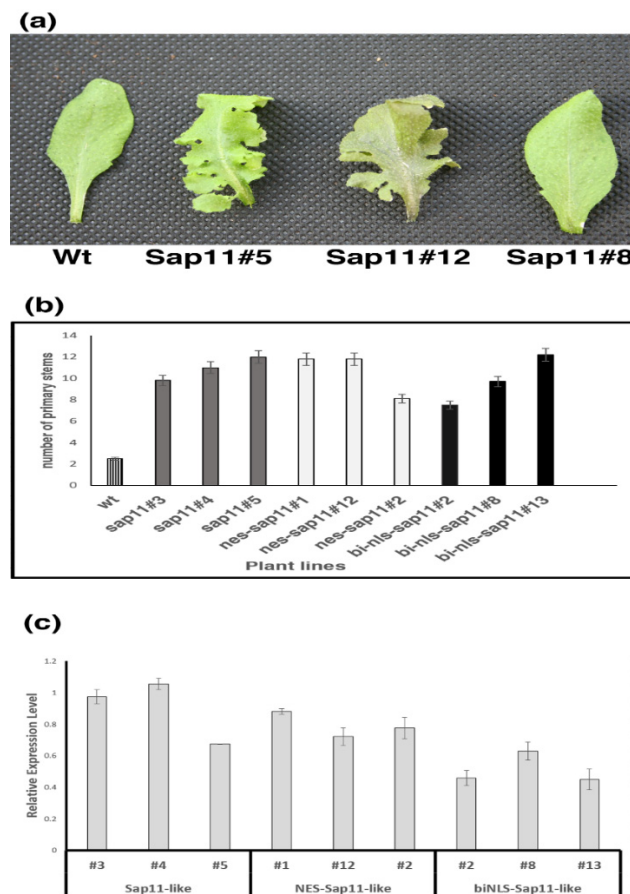 (a)
Wt Sap11#5 Sap11#12 Sap11#8
(b)
number of primary stems
14
12
10
8
6
4
2
0
wt sap11#3 sap11#4 sap11#5 nes-sap11#1 nes-sap11#12 nes-sap11#2 bi-nls-sap11#2 bi-nls-sap11#8 bi-nls-sap11#13
Plant lines
(c)
Relative Expression Level
1.2
1
0.8
0.6
0.4
0.2
0
#3 #4 #5 #1 #12 #2 #2 #8 #13
Sap11-like NES-Sap11-like biNLS-Sap11-like